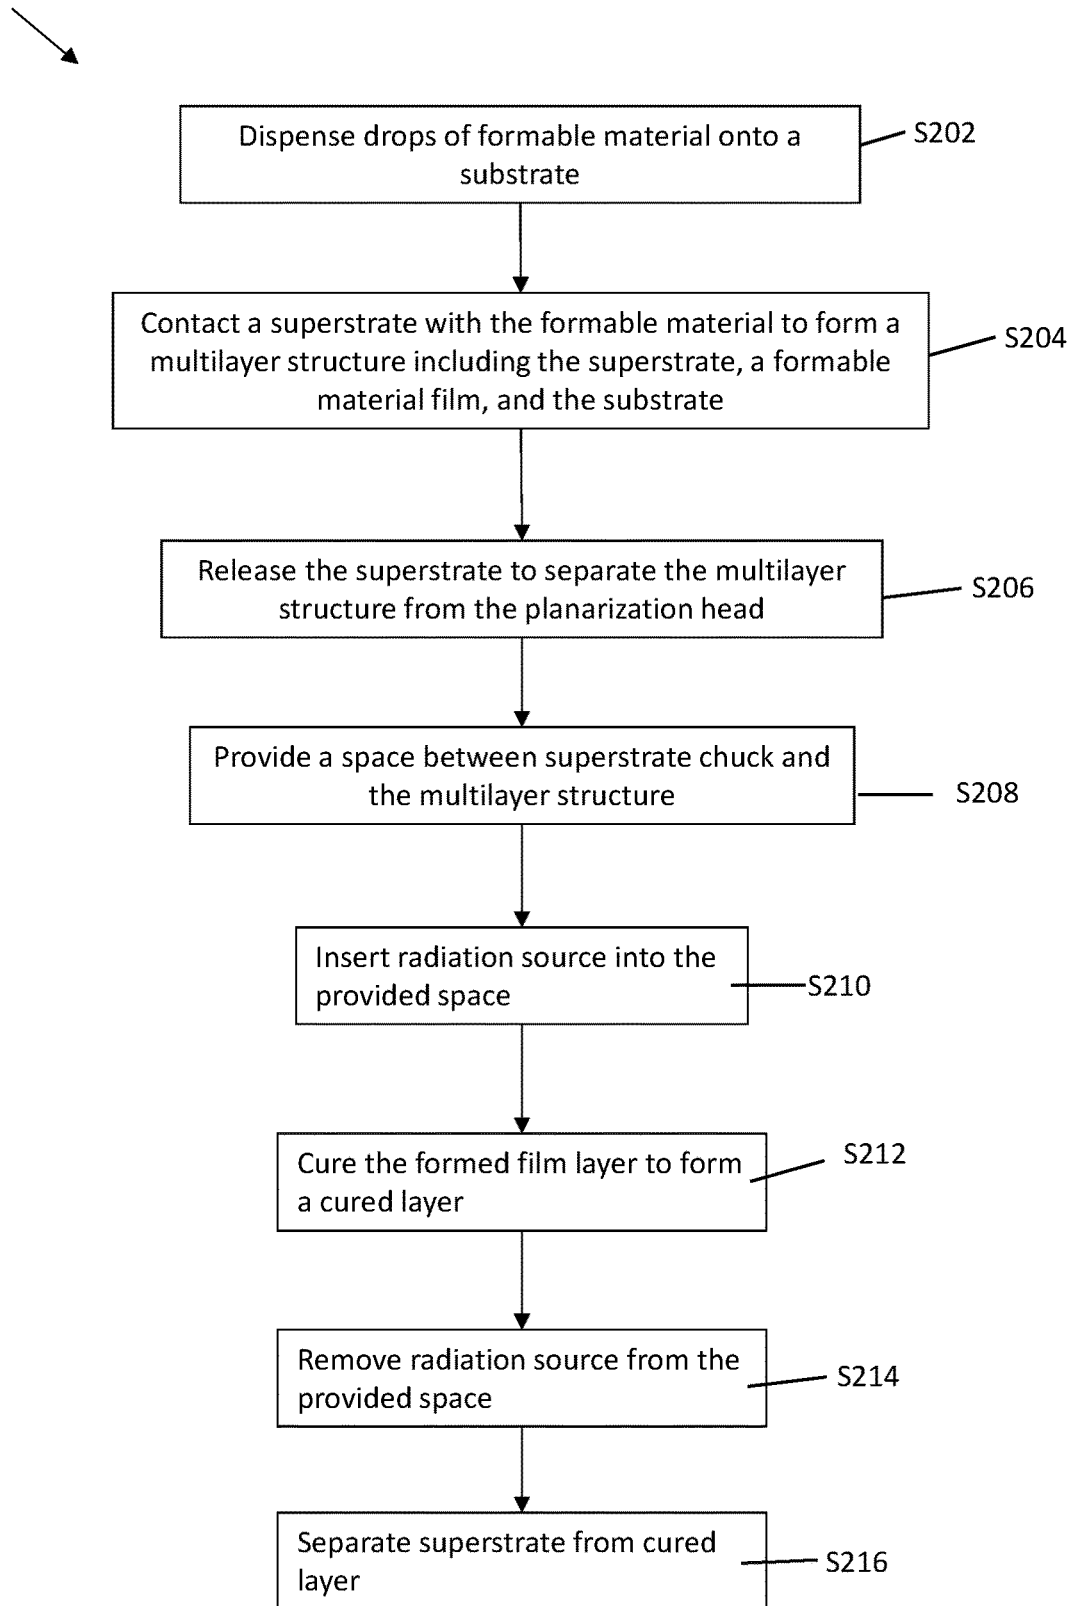 Dispense drops of formable material onto a
substrate
S202
Contact a superstrate with the formable material to form a
multilayer structure including the superstrate, a formable
material film, and the substrate
S204
Release the superstrate to separate the multilayer
structure from the planarization head
S206
Provide a space between superstrate chuck and
the multilayer structure
S208
Insert radiation source into the
provided space
S210
Cure the formed film layer to form
a cured layer
S212
Remove radiation source from the
provided space
S214
Separate superstrate from cured
layer
S216